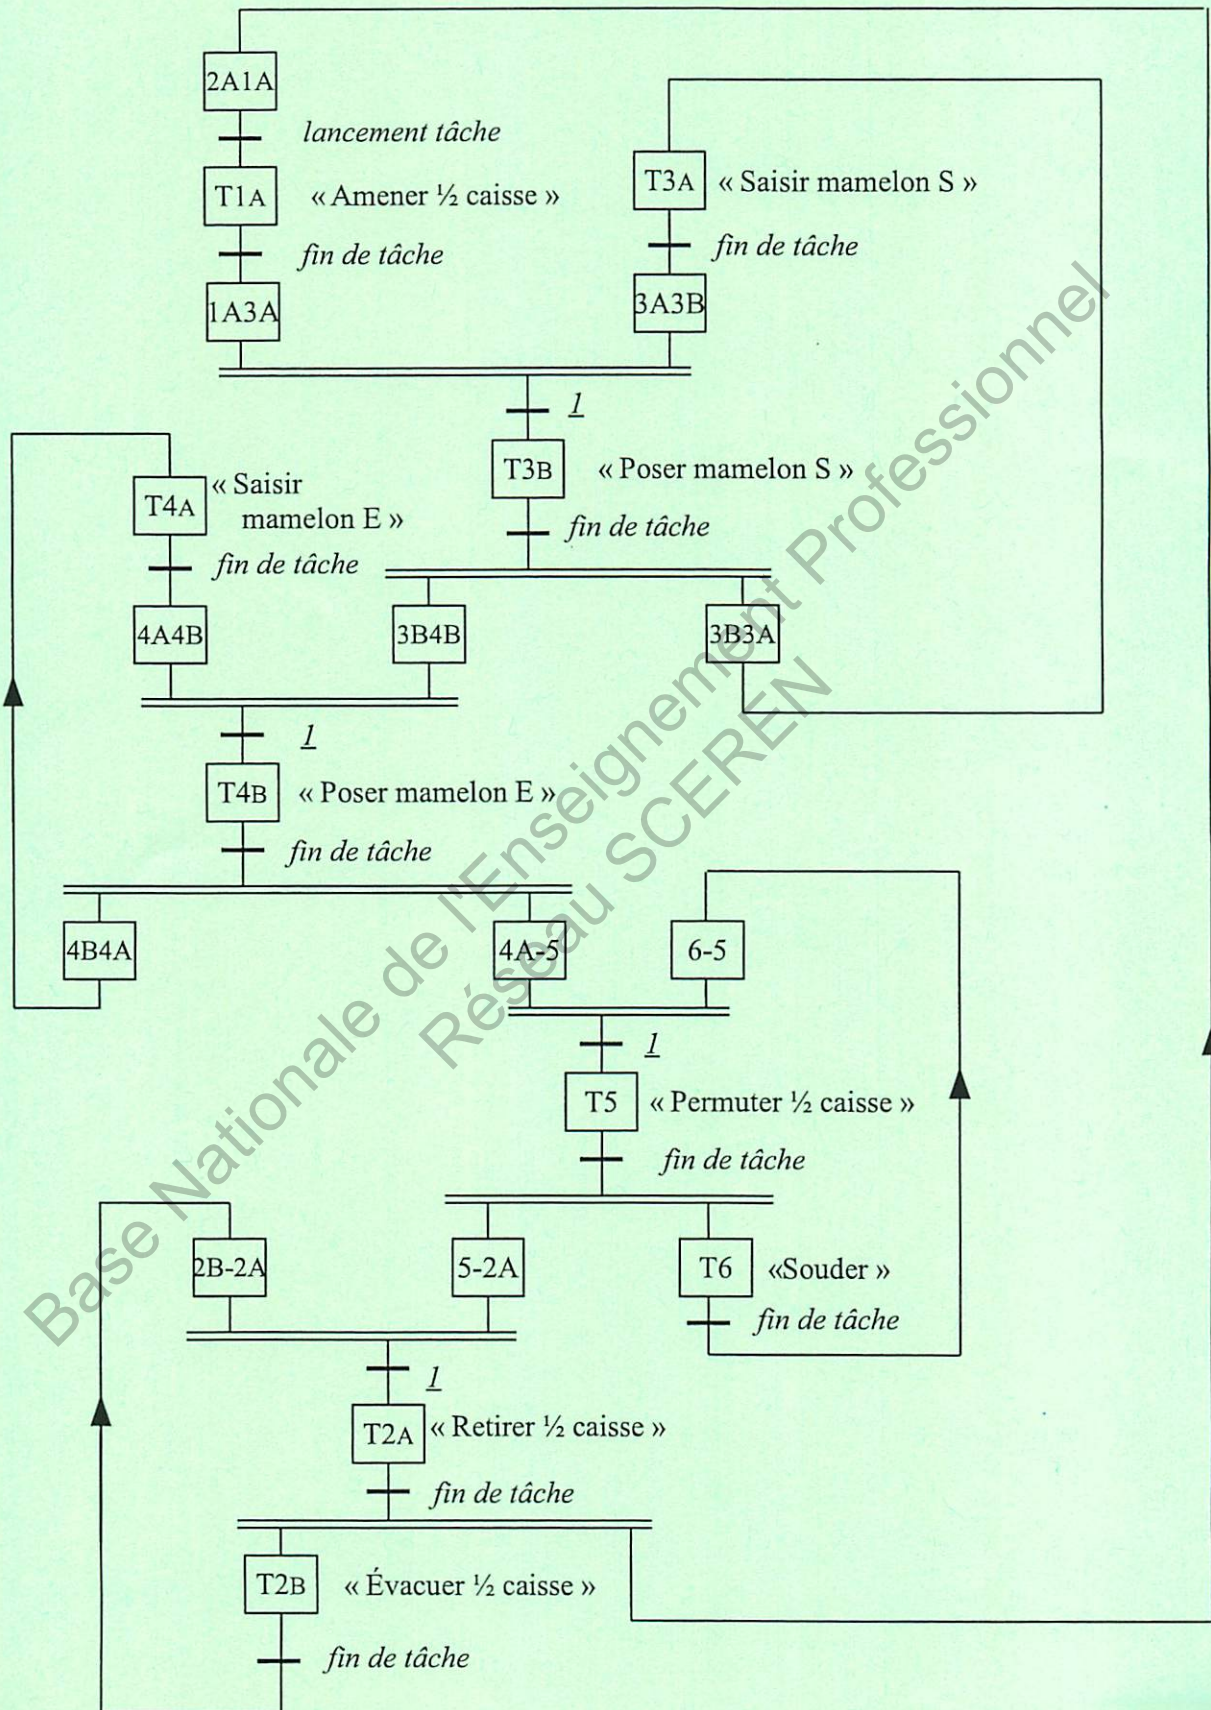 2A1A
lancement tâche
T1A « Amener ½ caisse »
T3A « Saisir mamelon S »
fin de tâche
fin de tâche
1A3A
3A3B
1
T3B « Poser mamelon S »
T4A « Saisir
mamelon E »
fin de tâche
fin de tâche
4A4B
3B4B
3B3A
1
T4B « Poser mamelon E »
fin de tâche
4B4A
4A-5
6-5
1
T5 « Permuter ½ caisse »
fin de tâche
2B-2A
5-2A
T6 «Souder »
fin de tâche
1
T2A « Retirer ½ caisse »
fin de tâche
T2B « Évacuer ½ caisse »
fin de tâche
Base Nationale de l'Enseignement Professionnel
Réseau SCEREN